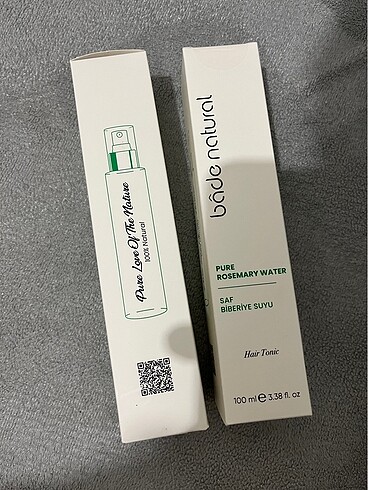 Pure Love Of The Nature
100% Natural
bâde natural
PURE
ROSEMARY WATER
SAF
BİBERİYE SUYU
Hair Tonic
100 ml ℮ 3.38 fl. oz